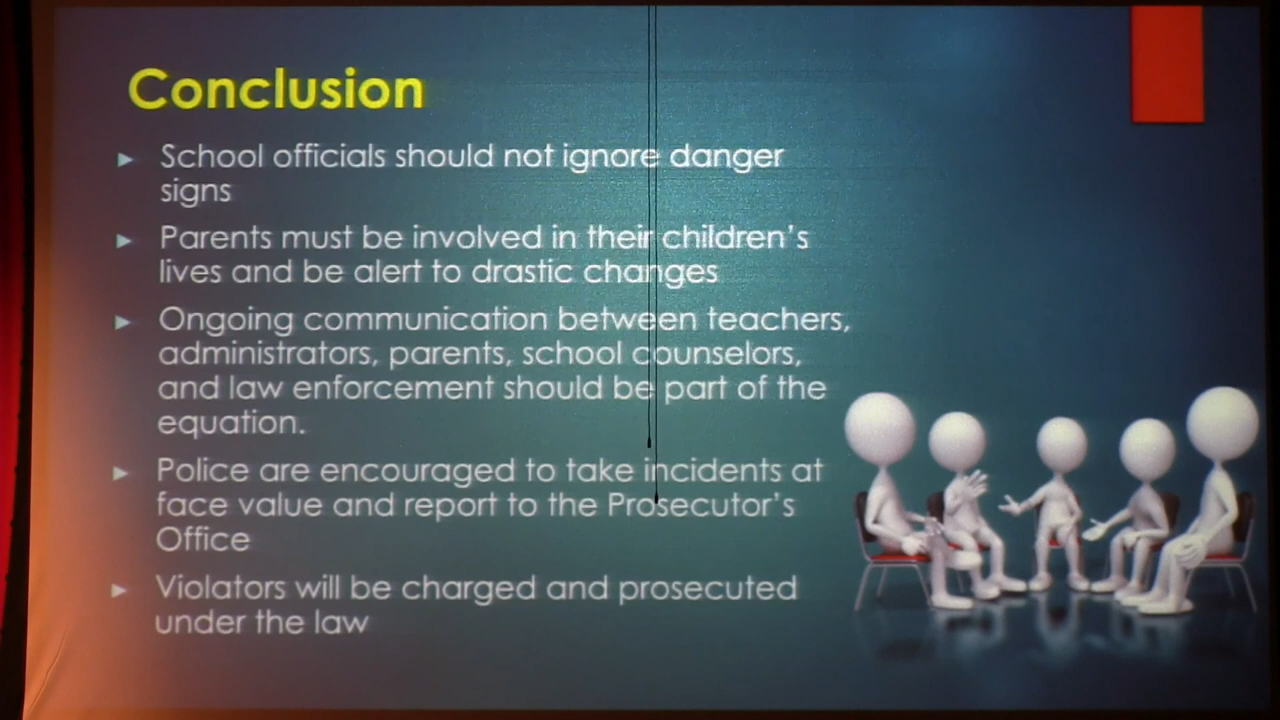 Conclusion
School officials should not ignore danger
signs
Parents must be involved in their children's
lives and be alert to drastic changes
Ongoing communication between teachers,
administrators, parents, school counselors,
and law enforcement should be part of the
equation.
Police are encouraged to take incidents at
face value and report to the Prosecutor's
Office
Violators will be charged and prosecuted
under the law